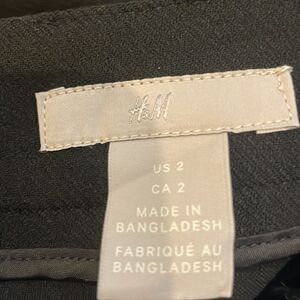 H&M
US 2
CA 2
MADE IN
BANGLADESH
FABRIQUÉ AU
BANGLADESH